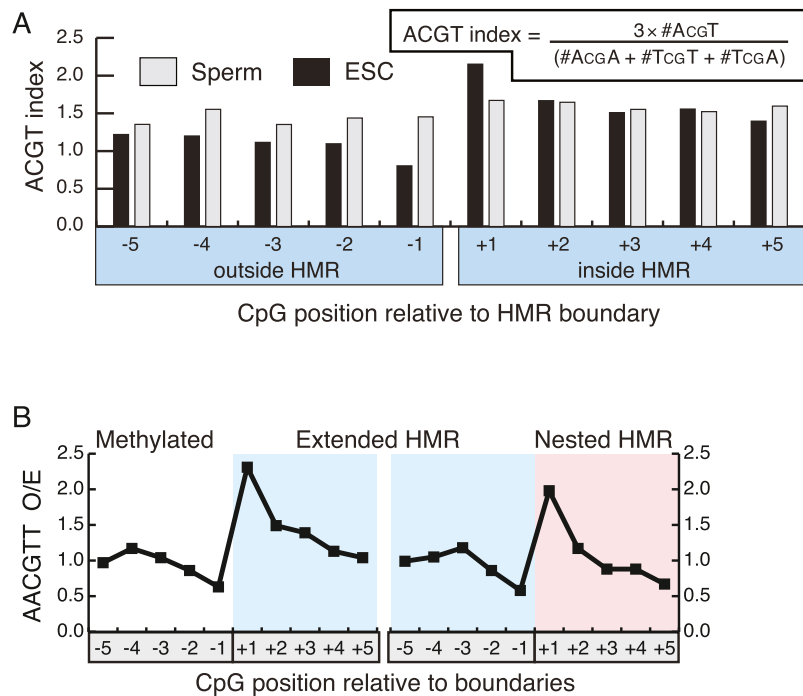 A
ACGT index = 3 × #ACGT
(#ACGA + #TCGT + #TCGA)
2.5
2.0
1.5
1.0
0.5
0.0
ACGT index
Sperm
ESC
-5 -4 -3 -2 -1 +1 +2 +3 +4 +5
outside HMR inside HMR
CpG position relative to HMR boundary
B
Methylated Extended HMR Nested HMR
2.5 2.5
2.0 2.0
1.5 1.5
1.0 1.0
0.5 0.5
0.0 0.0
AACGTT O/E
-5 -4 -3 -2 -1 +1 +2 +3 +4 +5 -5 -4 -3 -2 -1 +1 +2 +3 +4 +5
CpG position relative to boundaries